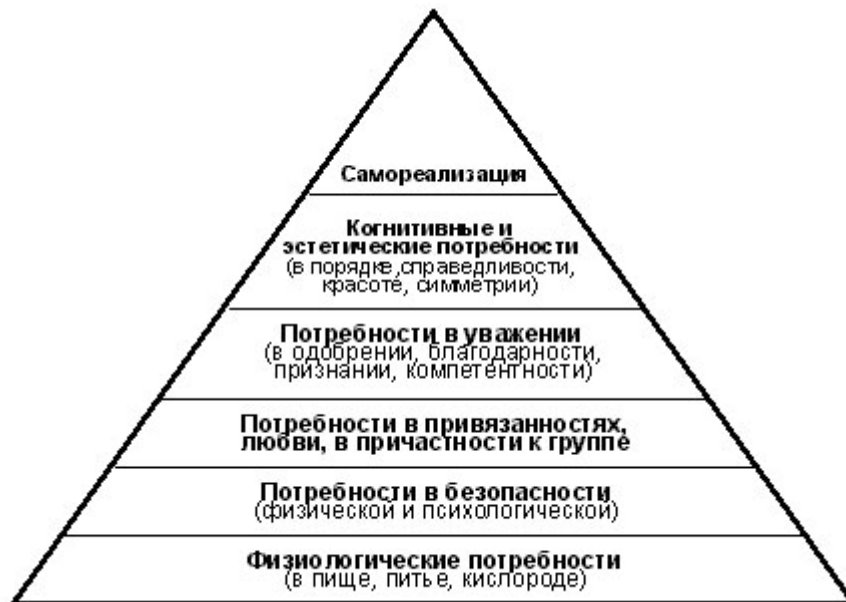 Самореализация
Когнитивные и
эстетические потребности
(в порядке,справедливости,
красоте, симметрии)
Потребности в уважении
(в одобрении, благодарности,
признании, компетентности)
Потребности в привязанностях,
любви, в причастности к группе
Потребности в безопасности
(физической и психологической)
Физиологические потребности
(в пище, питье, кислороде)